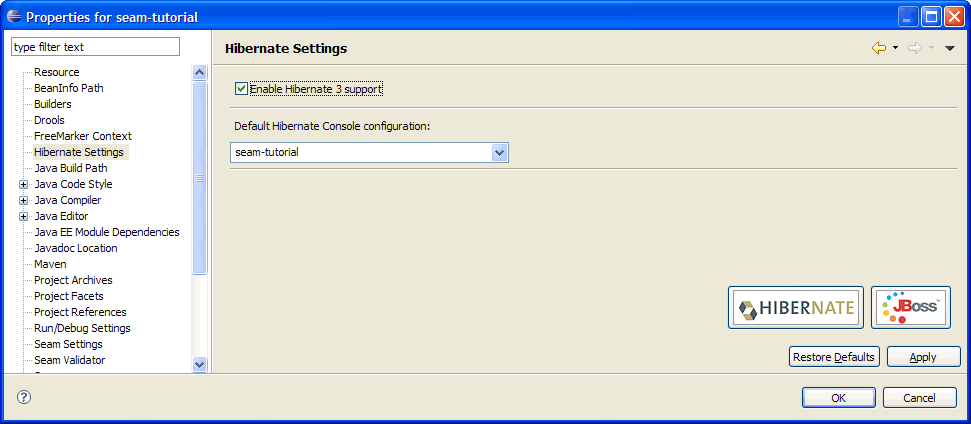 Properties for seam-tutorial
type filter text
Resource
BeanInfo Path
Builders
Drools
FreeMarker Context
Hibernate Settings
Java Build Path
Java Code Style
Java Compiler
Java Editor
Java EE Module Dependencies
Javadoc Location
Maven
Project Archives
Project Facets
Project References
Run/Debug Settings
Seam Settings
Seam Validator
Hibernate Settings
Enable Hibernate 3 support
Default Hibernate Console configuration:
seam-tutorial
HIBERNATE
JBoss™
Restore Defaults
Apply
?
OK
Cancel